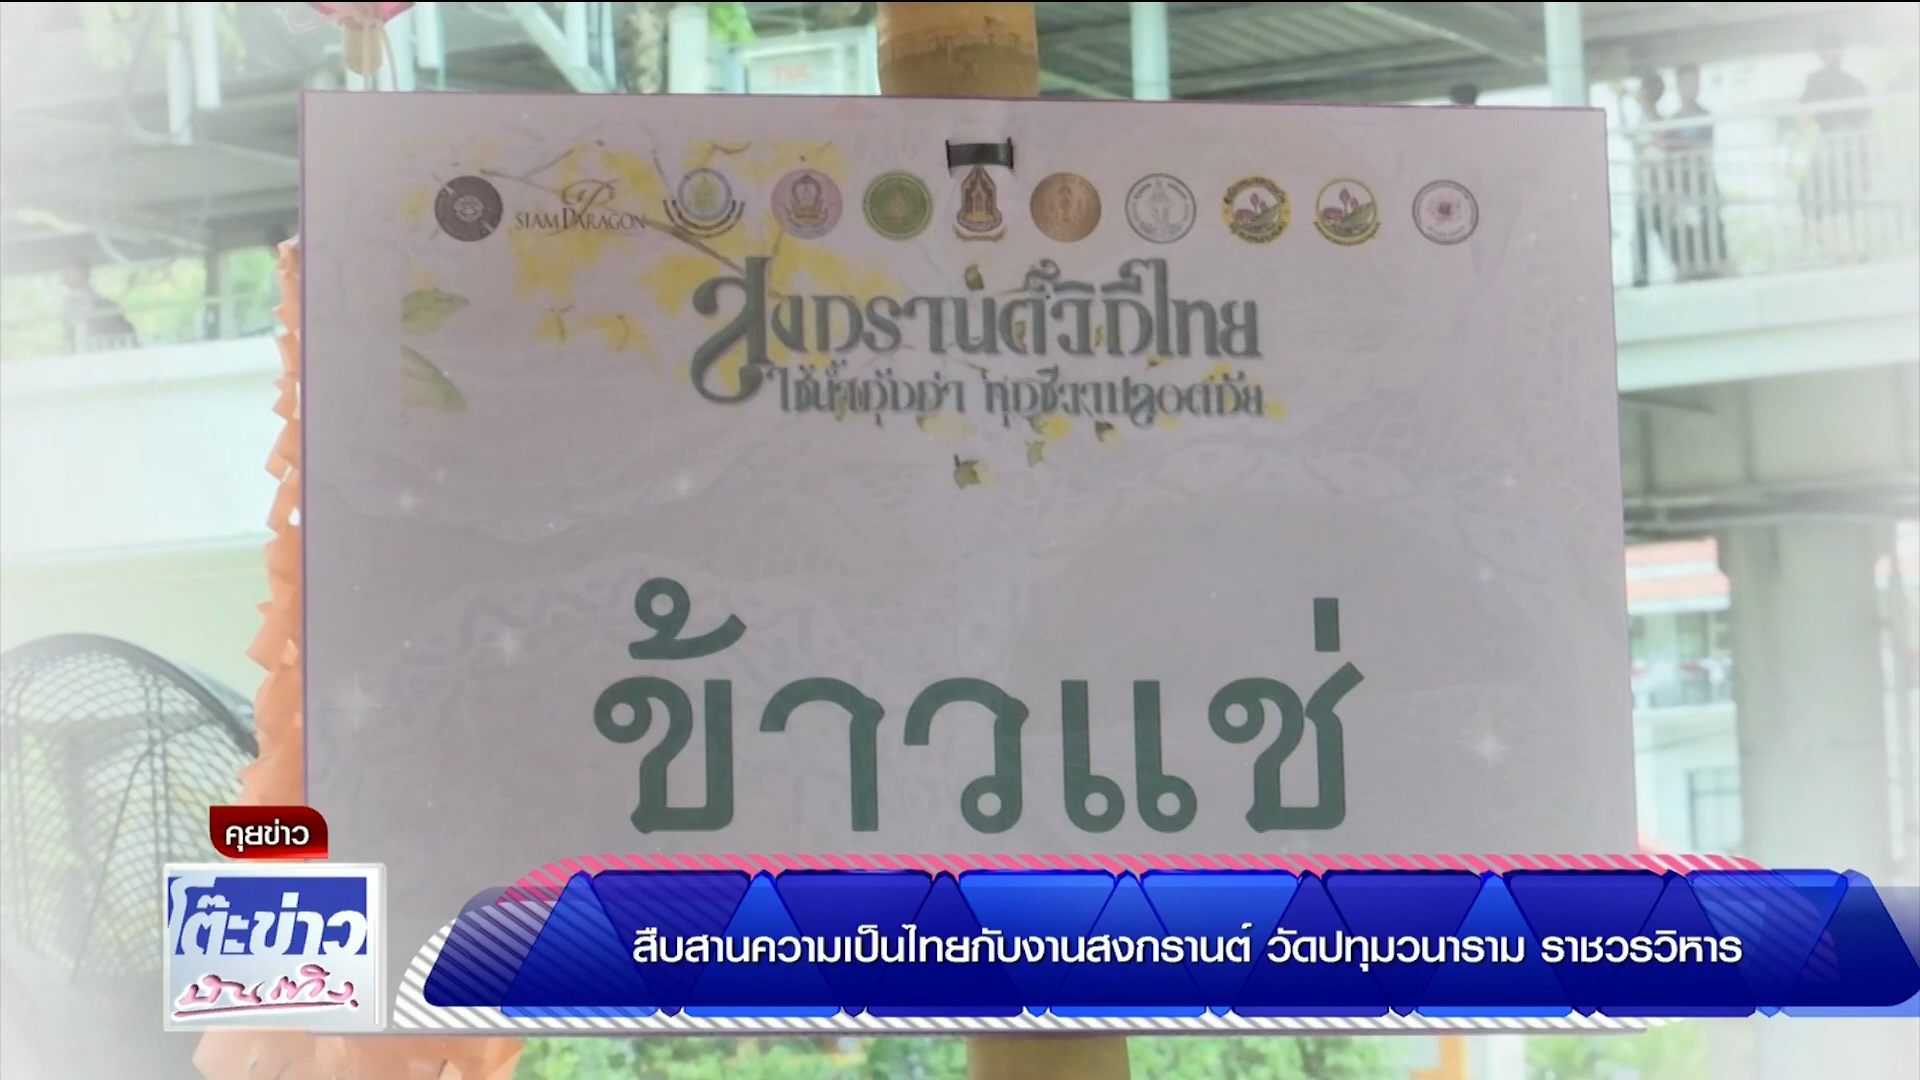 SIAM PARAGON
สงกรานต์วิถีไทย
ใช้น้ำคุ้มค่า ทุกชีวาปลอดภัย
ข้าวแช่
คุยข่าว
โต๊ะข่าว
บันเทิง
สืบสานความเป็นไทยกับงานสงกรานต์ วัดปทุมวนาราม ราชวรวิหาร